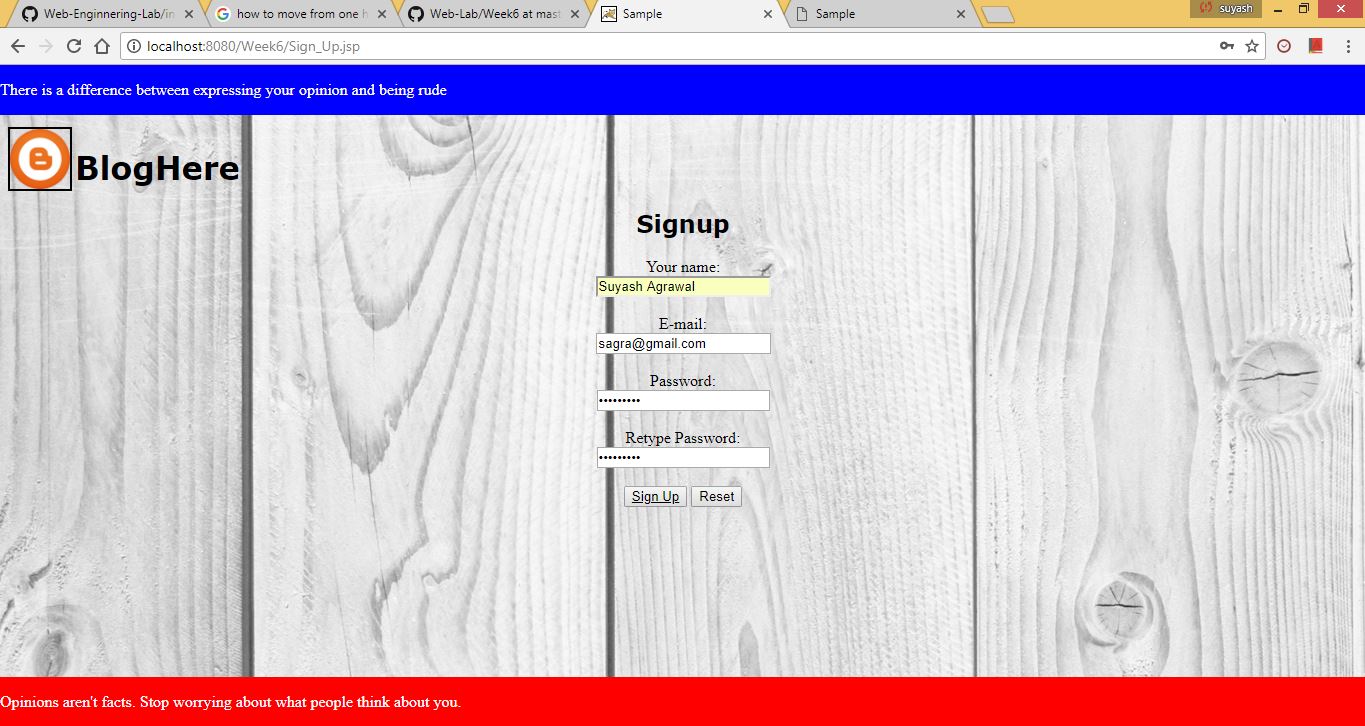 Web-Enginnering-Lab/in
how to move from one h
Web-Lab/Week6 at mast
Sample
Sample
suyash
localhost:8080/Week6/Sign_Up.jsp
There is a difference between expressing your opinion and being rude
BlogHere
Signup
Your name:
Suyash Agrawal
E-mail:
sagra@gmail.com
Password:
•••••••••
Retype Password:
•••••••••
Sign Up Reset
Opinions aren't facts. Stop worrying about what people think about you.